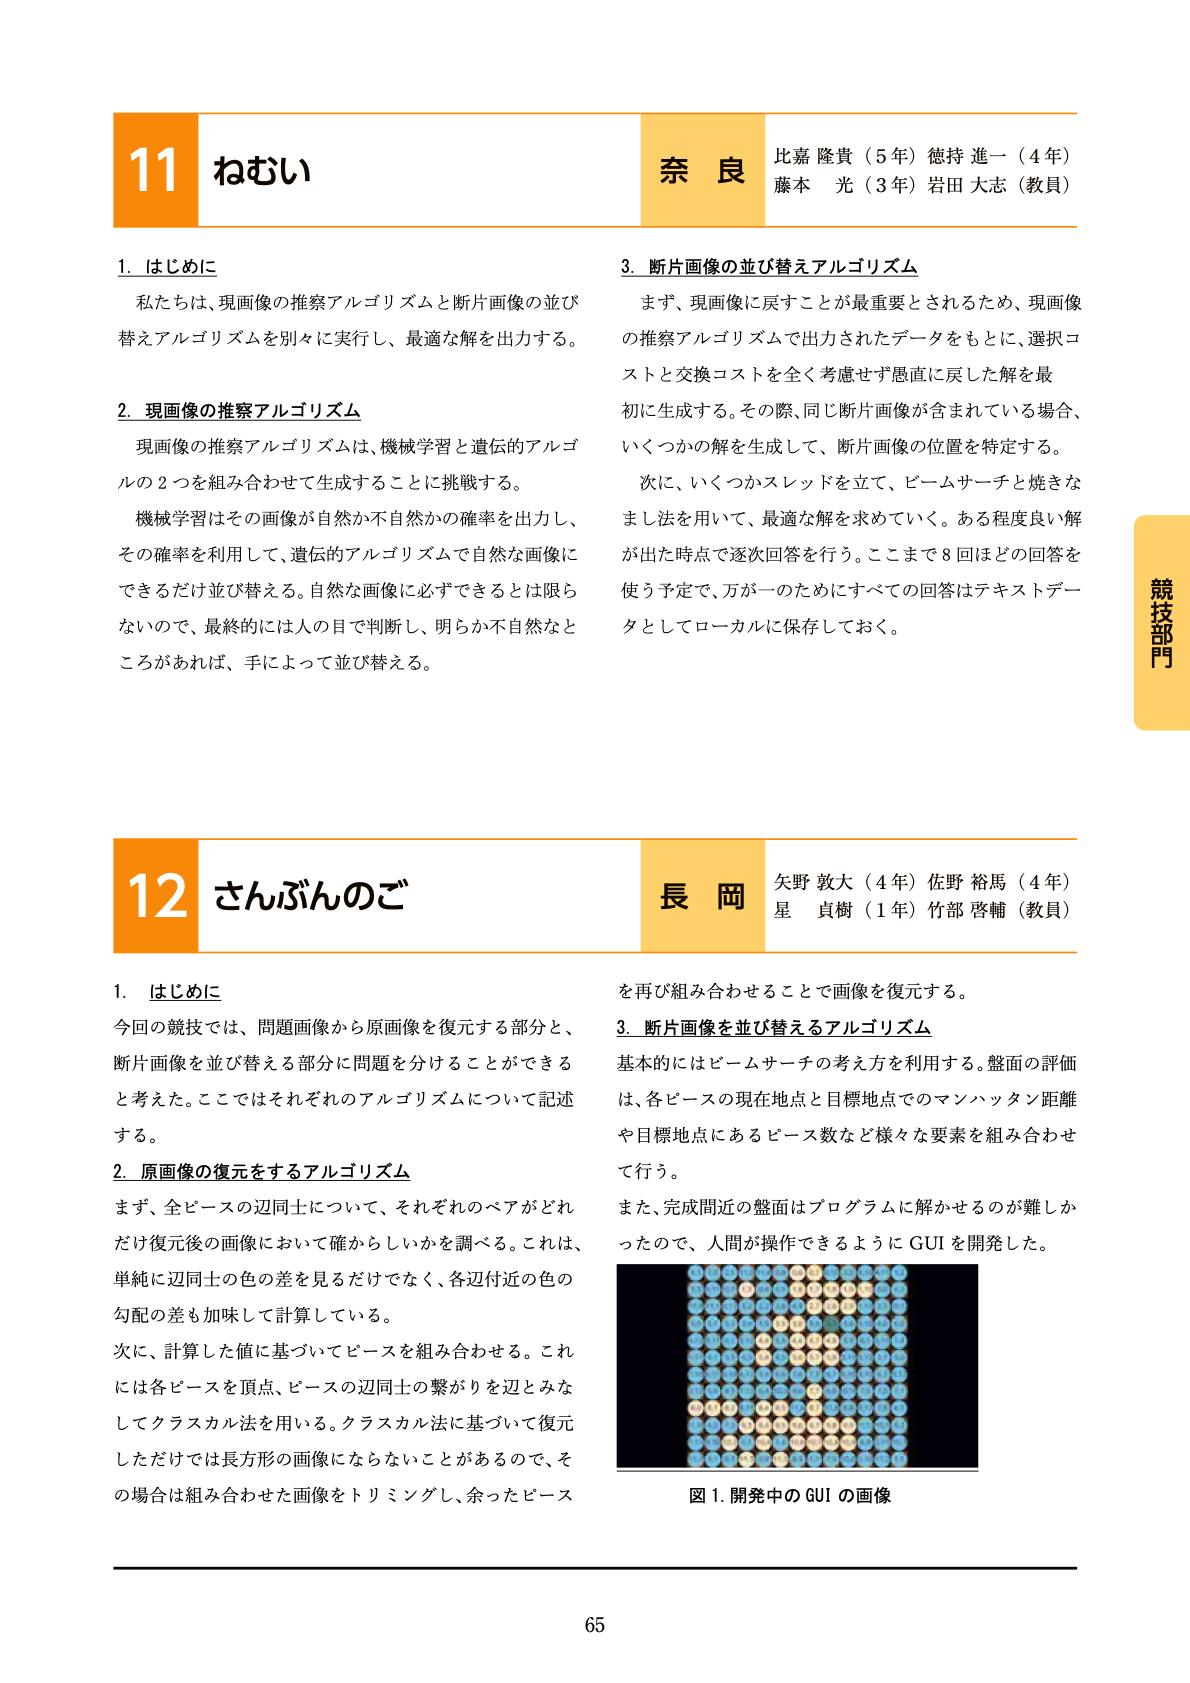 11 ねむい
奈 良
比嘉 隆貴（５年）徳持 進一（４年）
藤本　光（３年）岩田 大志（教員）
1. はじめに
私たちは、現画像の推察アルゴリズムと断片画像の並び
替えアルゴリズムを別々に実行し、最適な解を出力する。
2. 現画像の推察アルゴリズム
現画像の推察アルゴリズムは、機械学習と遺伝的アルゴ
ルの 2 つを組み合わせて生成することに挑戦する。
機械学習はその画像が自然か不自然かの確率を出力し、
その確率を利用して、遺伝的アルゴリズムで自然な画像に
できるだけ並び替える。自然な画像に必ずできるとは限ら
ないので、最終的には人の目で判断し、明らか不自然なと
ころがあれば、手によって並び替える。
3. 断片画像の並び替えアルゴリズム
まず、現画像に戻すことが最重要とされるため、現画像
の推察アルゴリズムで出力されたデータをもとに、選択コ
ストと交換コストを全く考慮せず愚直に戻した解を最
初に生成する。その際、同じ断片画像が含まれている場合、
いくつかの解を生成して、断片画像の位置を特定する。
次に、いくつかスレッドを立て、ビームサーチと焼きな
まし法を用いて、最適な解を求めていく。ある程度良い解
が出た時点で逐次回答を行う。ここまで 8 回ほどの回答を
使う予定で、万が一のためにすべての回答はテキストデー
タとしてローカルに保存しておく。
競技部門
12 さんぶんのご
長 岡
矢野 敦大（４年）佐野 裕馬（４年）
星　貞樹（１年）竹部 啓輔（教員）
1. はじめに
今回の競技では、問題画像から原画像を復元する部分と、
断片画像を並び替える部分に問題を分けることができる
と考えた。ここではそれぞれのアルゴリズムについて記述
する。
2. 原画像の復元をするアルゴリズム
まず、全ピースの辺同士について、それぞれのペアがどれ
だけ復元後の画像において確からしいかを調べる。これは、
単純に辺同士の色の差を見るだけでなく、各辺付近の色の
勾配の差も加味して計算している。
次に、計算した値に基づいてピースを組み合わせる。これ
には各ピースを頂点、ピースの辺同士の繋がりを辺とみな
してクラスカル法を用いる。クラスカル法に基づいて復元
しただけでは長方形の画像にならないことがあるので、そ
の場合は組み合わせた画像をトリミングし、余ったピース
を再び組み合わせることで画像を復元する。
3. 断片画像を並び替えるアルゴリズム
基本的にはビームサーチの考え方を利用する。盤面の評価
は、各ピースの現在地点と目標地点でのマンハッタン距離
や目標地点にあるピース数など様々な要素を組み合わせ
て行う。
また、完成間近の盤面はプログラムに解かせるのが難しか
ったので、人間が操作できるように GUI を開発した。
図 1. 開発中の GUI の画像
65